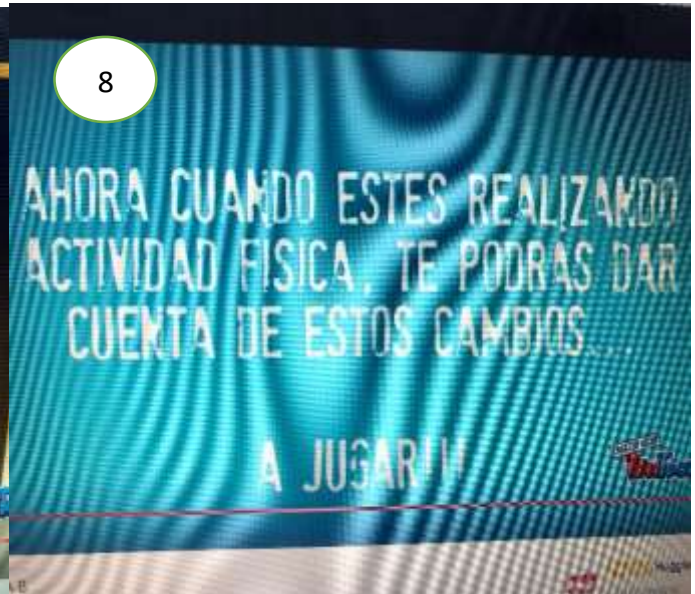 8
AHORA CUANDO ESTES REALIZANDO
ACTIVIDAD FISICA, TE PODRAS DAR
CUENTA DE ESTOS CAMBIOS....
A JUGAR!!!